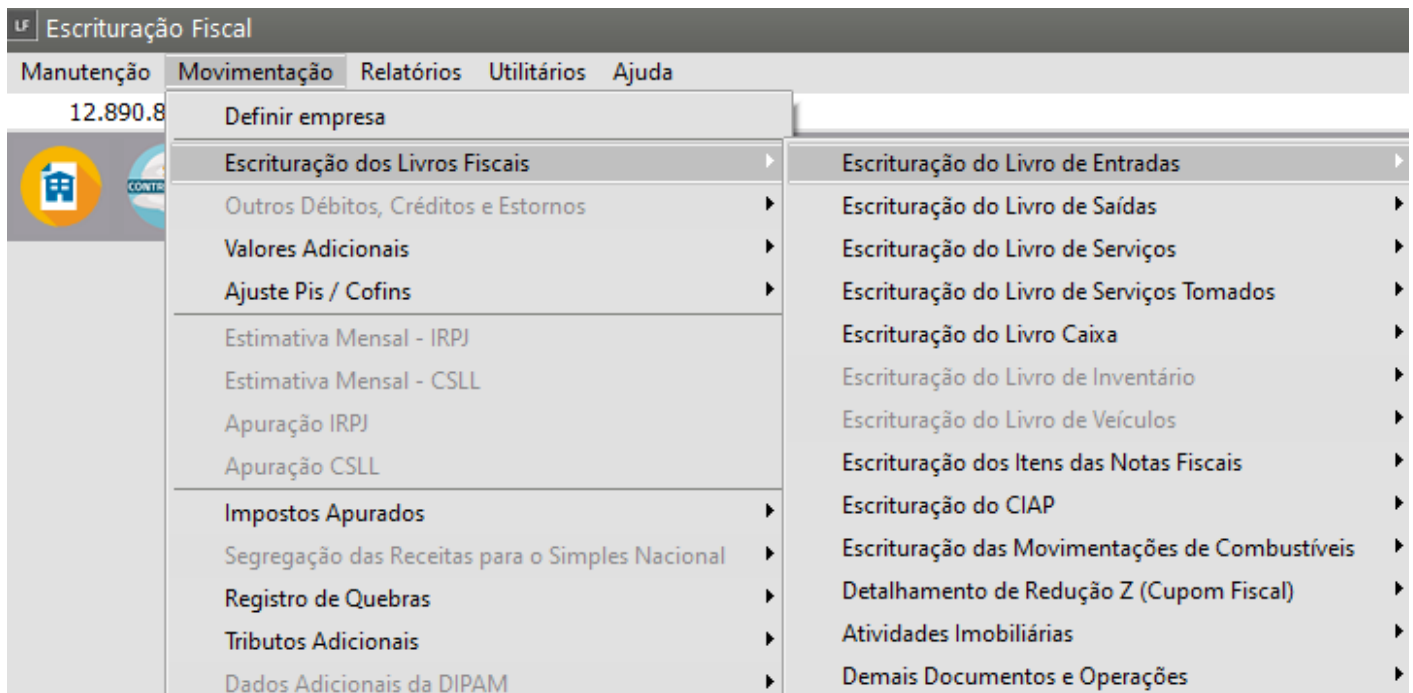 LF Escrituração Fiscal
Manutenção Movimentação Relatórios Utilitários Ajuda
12.890.8
Definir empresa
Escrituração dos Livros Fiscais
Outros Débitos, Créditos e Estornos
Valores Adicionais
Ajuste Pis / Cofins
Estimativa Mensal - IRPJ
Estimativa Mensal - CSLL
Apuração IRPJ
Apuração CSLL
Impostos Apurados
Segregação das Receitas para o Simples Nacional
Registro de Quebras
Tributos Adicionais
Dados Adicionais da DIPAM
Escrituração do Livro de Entradas
Escrituração do Livro de Saídas
Escrituração do Livro de Serviços
Escrituração do Livro de Serviços Tomados
Escrituração do Livro Caixa
Escrituração do Livro de Inventário
Escrituração do Livro de Veículos
Escrituração dos Itens das Notas Fiscais
Escrituração do CIAP
Escrituração das Movimentações de Combustíveis
Detalhamento de Redução Z (Cupom Fiscal)
Atividades Imobiliárias
Demais Documentos e Operações